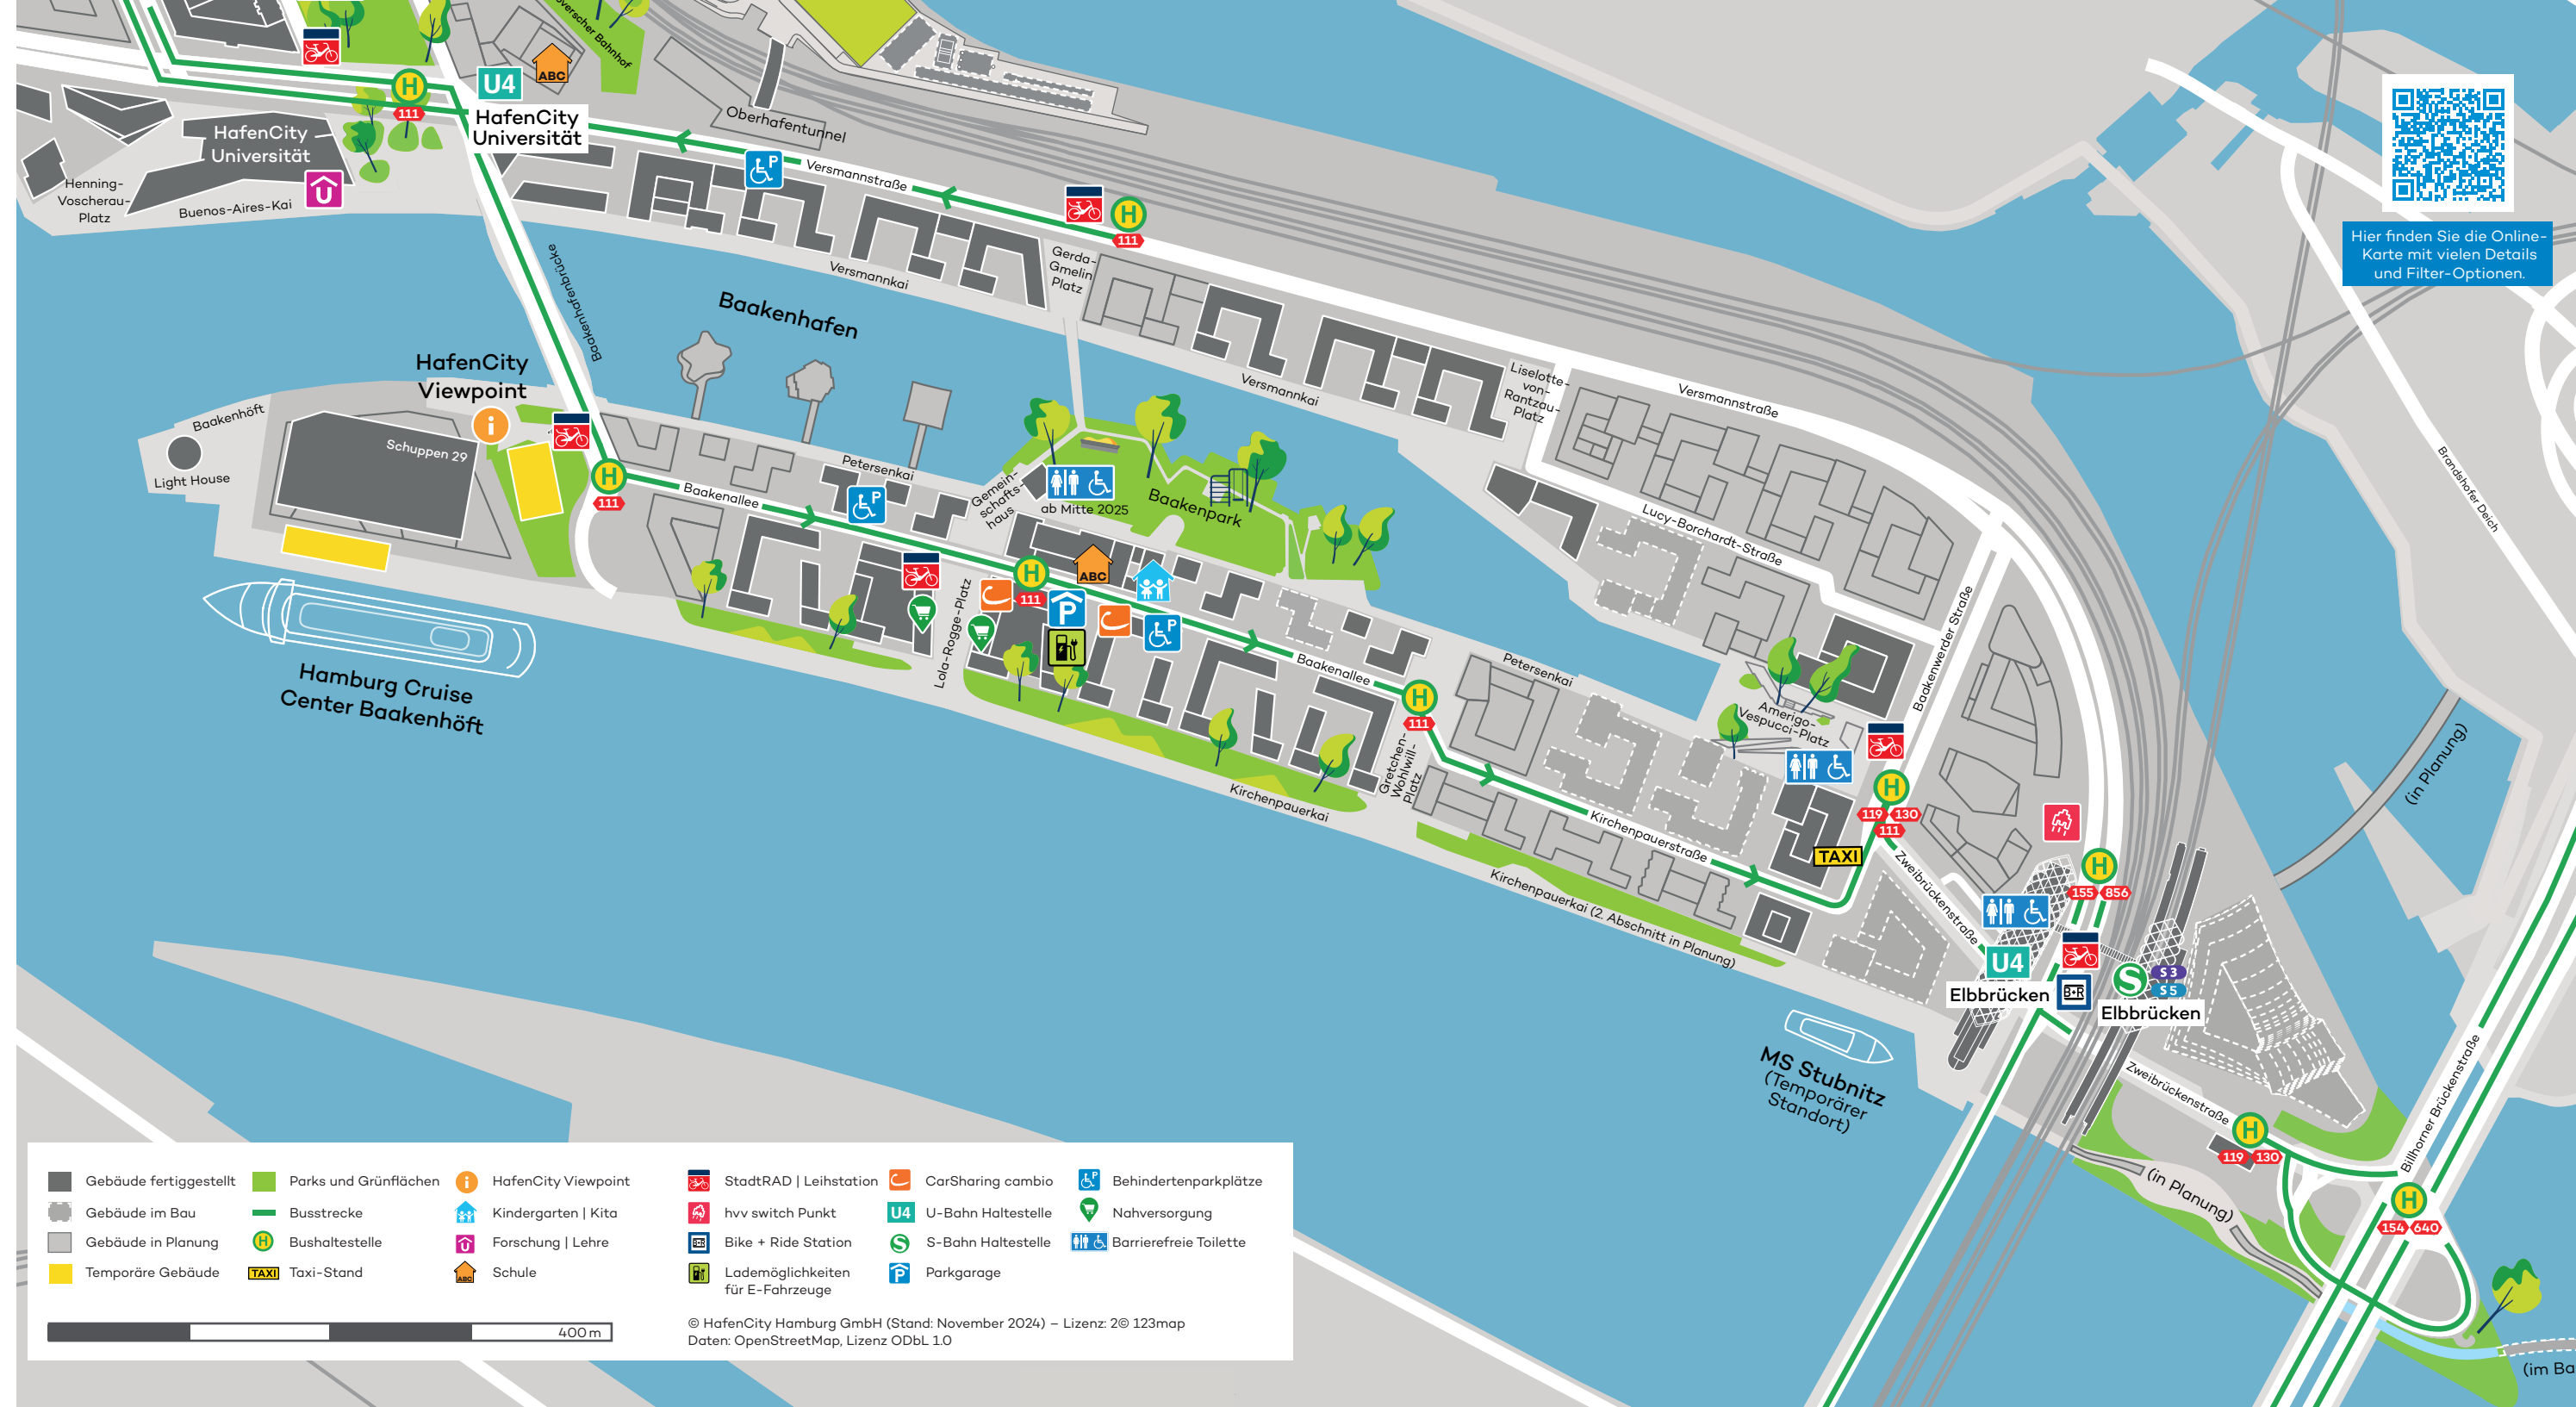 overscher Bahnhof
ABC
H
111
U4
HafenCity
Universität
HafenCity
Universität
Henning-
Voscherau-
Platz
Buenos-Aires-Kai
Oberhafentunnel
P
Versmannstraße
H
111
Gerda-
Gmelin
Platz
Versmannkai
Baakenhafen
Baakenhafenbrücke
Hier finden Sie die Online-
Karte mit vielen Details
und Filter-Optionen.
HafenCity
Viewpoint
i
Baakenhöft
Schuppen 29
Light House
H
111
Baakenallee
Petersenkai
P
Gemein-
schafts-
haus
ab Mitte 2025
Baakenpark
Versmannkai
Liselotte-
von-
Rantzau-
Platz
Versmannstraße
Lucy-Borchardt-Straße
Brandshofer Deich
Baakenwerder Straße
H
111
ABC
P
P
Lola-Rogge-Platz
Hamburg Cruise
Center Baakenhöft
Baakenallee
H
111
Petersenkai
Gretchen-
Wohlwill-
Platz
Kirchenpauerkai
Amerigo-
Vespucci-Platz
H
119 130
111
TAXI
Kirchenpauerstraße
Kirchenpauerkai (2. Abschnitt in Planung)
Zweibrückenstraße
H
155 856
U4
Elbbrücken
B+R
S
S3
S5
Elbbrücken
(in Planung)
MS Stubnitz
(Temporärer
Standort)
Zweibrückenstraße
H
119 130
Billhorner Brückenstraße
H
154 640
(in Planung)
(im Ba
Gebäude fertiggestellt
Gebäude im Bau
Gebäude in Planung
Temporäre Gebäude
Parks und Grünflächen
Busstrecke
H Bushaltestelle
TAXI Taxi-Stand
i HafenCity Viewpoint
Kindergarten | Kita
Forschung | Lehre
ABC Schule
StadtRAD | Leihstation
hvv switch Punkt
B+R Bike + Ride Station
Lademöglichkeiten
für E-Fahrzeuge
CarSharing cambio
U4 U-Bahn Haltestelle
S S-Bahn Haltestelle
P Parkgarage
P Behindertenparkplätze
Nahversorgung
Barrierefreie Toilette
400 m
© HafenCity Hamburg GmbH (Stand: November 2024) – Lizenz: 2© 123map
Daten: OpenStreetMap, Lizenz ODbL 1.0